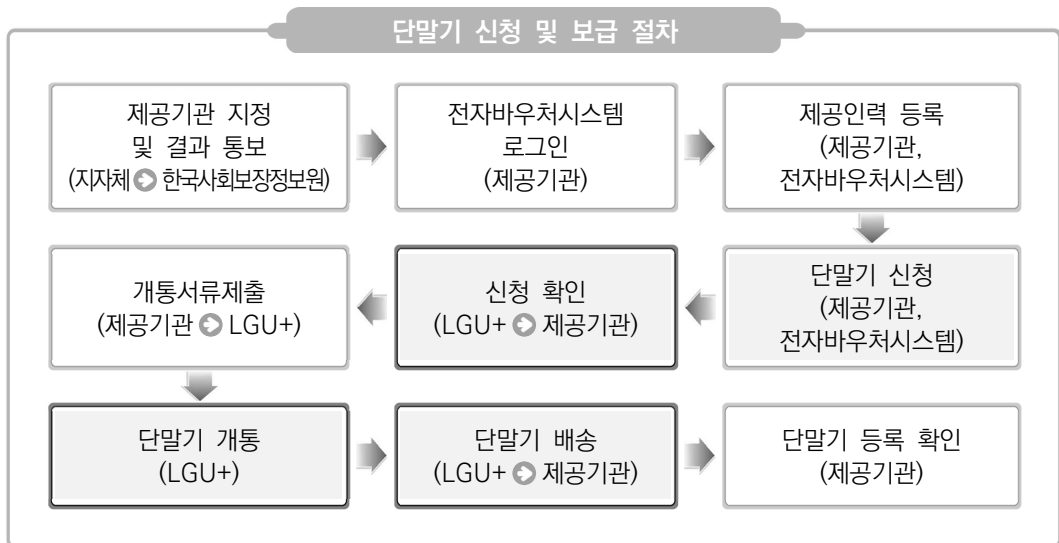 단말기 신청 및 보급 절차
제공기관 지정
및 결과 통보
(지자체 ➲ 한국사회보장정보원)
전자바우처시스템
로그인
(제공기관)
제공인력 등록
(제공기관,
전자바우처시스템)
단말기 신청
(제공기관,
전자바우처시스템)
신청 확인
(LGU+ ➲ 제공기관)
개통서류제출
(제공기관 ➲ LGU+)
단말기 개통
(LGU+)
단말기 배송
(LGU+ ➲ 제공기관)
단말기 등록 확인
(제공기관)